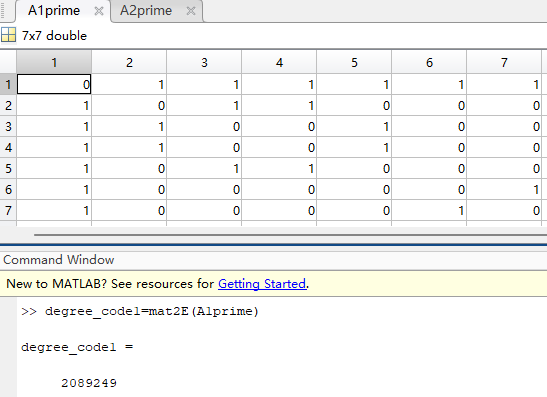 A1prime × A2prime ×
7x7 double
1 2 3 4 5 6 7
1 0 1 1 1 1 1 1
2 1 0 1 1 0 0 0
3 1 1 0 0 1 0 0
4 1 1 0 0 1 0 0
5 1 0 1 1 0 0 0
6 1 0 0 0 0 0 1
7 1 0 0 0 0 1 0
Command Window
New to MATLAB? See resources for Getting Started.
>> degree_code1=mat2E(A1prime)
degree_code1 =
2089249